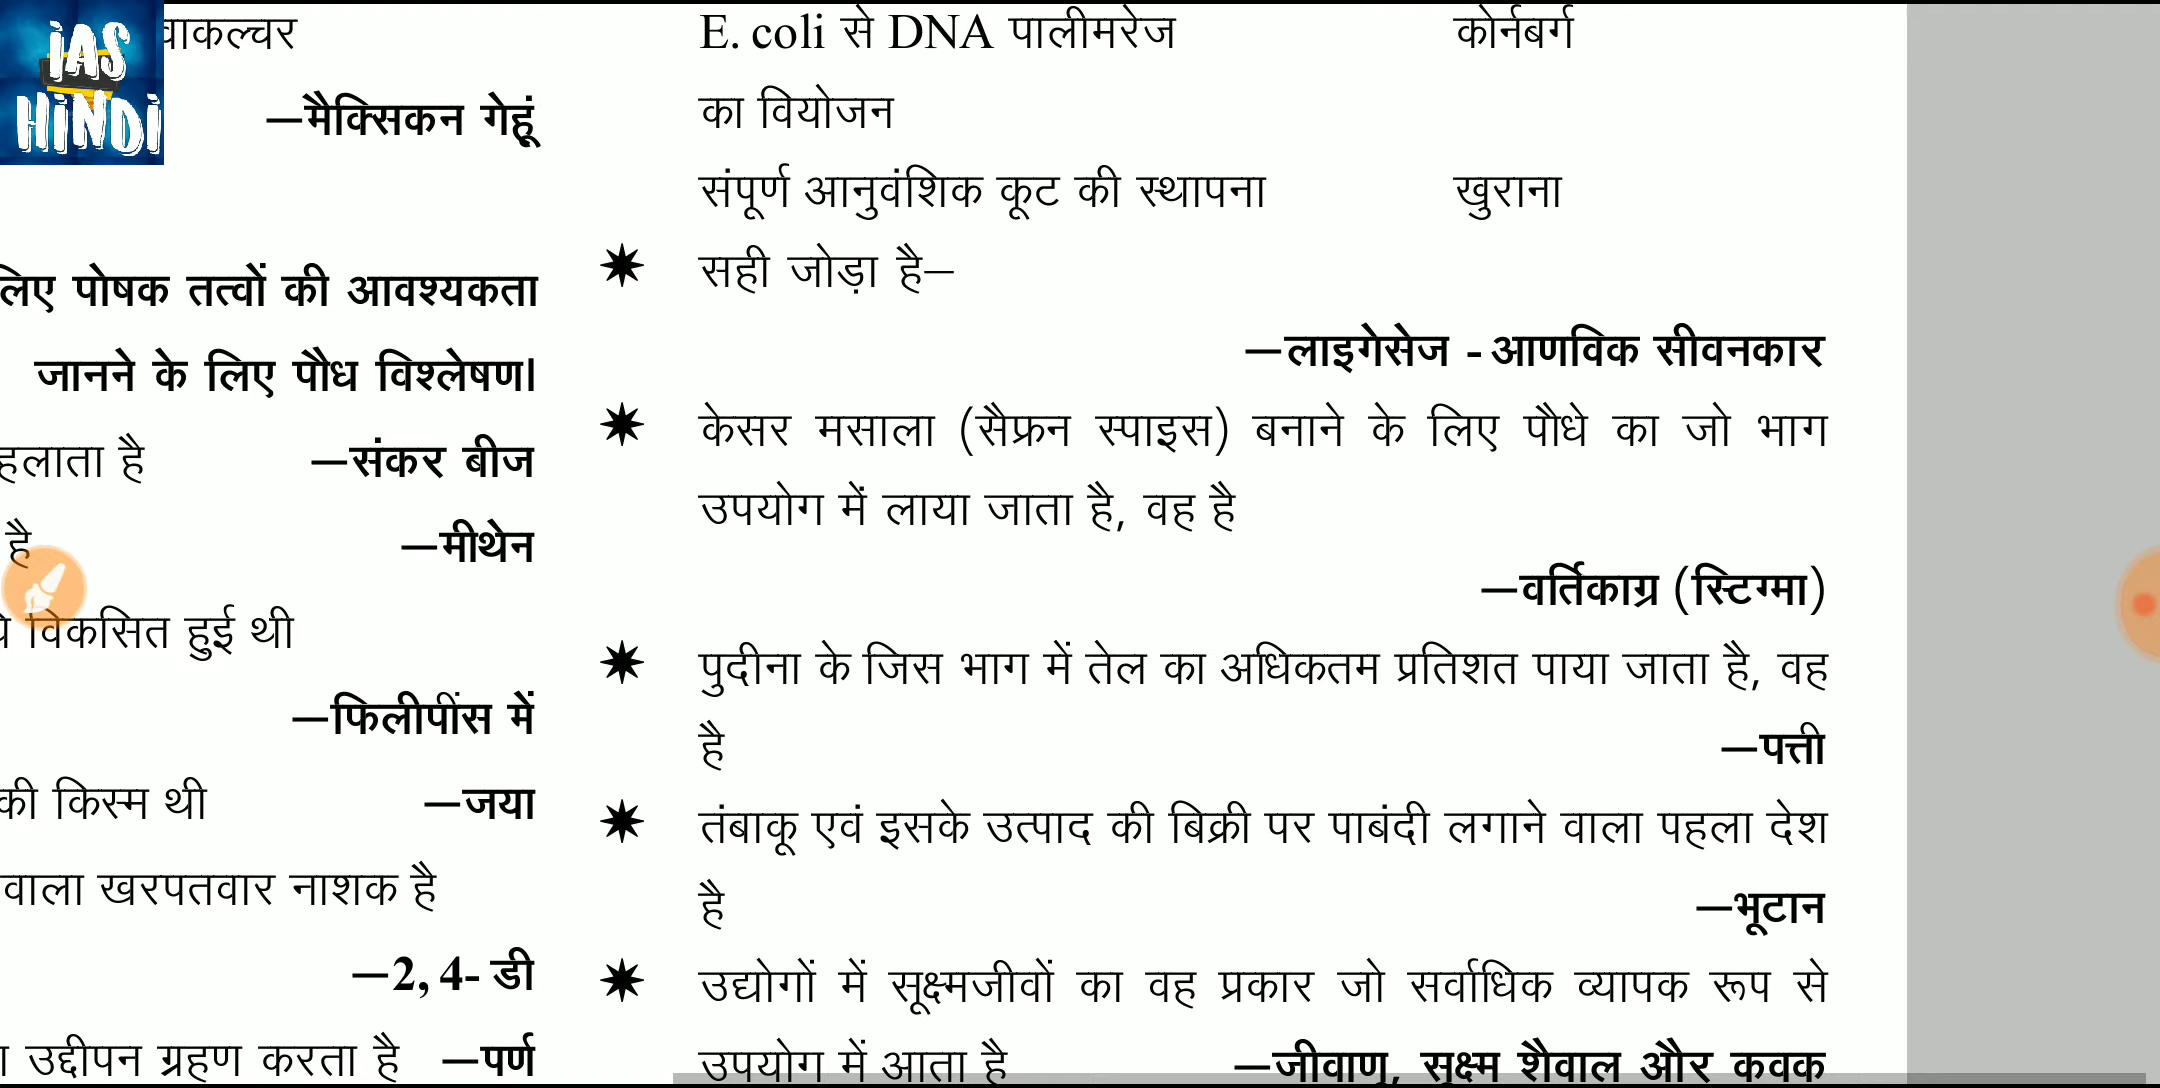 iAS
HiNDi
वाकल्चर
—मैक्सिकन गेहूं
लिए पोषक तत्वों की आवश्यकता
जानने के लिए पौध विश्लेषण।
हलाता है —संकर बीज
है —मीथेन
विकसित हुई थी
—फिलीपींस में
की किस्म थी —जया
वाला खरपतवार नाशक है
—2, 4- डी
उद्दीपन ग्रहण करता है —पर्ण
E. coli से DNA पालीमरेज कोर्नबर्ग
का वियोजन
संपूर्ण आनुवंशिक कूट की स्थापना खुराना
✷ सही जोड़ा है—
—लाइगेसेज - आणविक सीवनकार
✷ केसर मसाला (सैफ्रन स्पाइस) बनाने के लिए पौधे का जो भाग
उपयोग में लाया जाता है, वह है
—वर्तिकाग्र (स्टिग्मा)
✷ पुदीना के जिस भाग में तेल का अधिकतम प्रतिशत पाया जाता है, वह
है —पत्ती
✷ तंबाकू एवं इसके उत्पाद की बिक्री पर पाबंदी लगाने वाला पहला देश
है —भूटान
✷ उद्योगों में सूक्ष्मजीवों का वह प्रकार जो सर्वाधिक व्यापक रूप से
उपयोग में आता है —जीवाणु, सूक्ष्म शैवाल और कवक